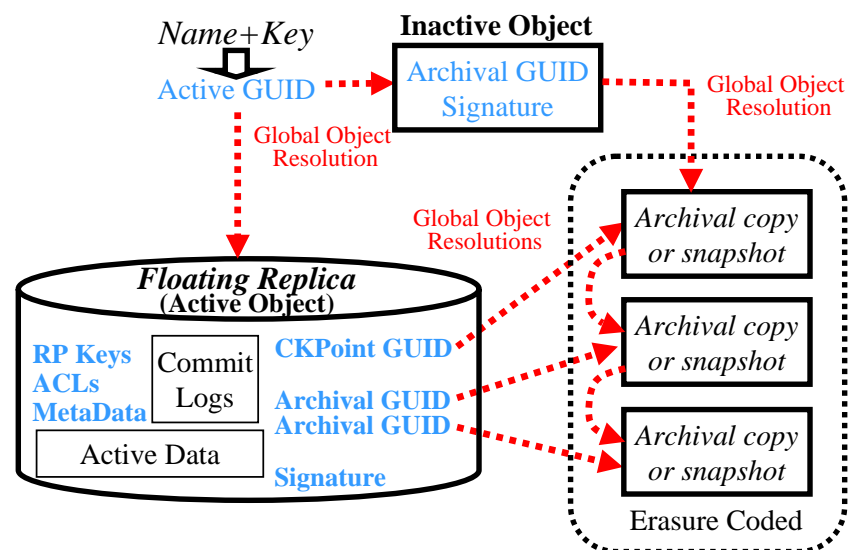 Name+Key
Active GUID
Inactive Object
Archival GUID
Signature
Global Object
Resolution
Global Object
Resolution
Global Object
Resolutions
Floating Replica
(Active Object)
RP Keys
ACLs
MetaData
Commit
Logs
Active Data
CKPoint GUID
Archival GUID
Archival GUID
Signature
Archival copy
or snapshot
Archival copy
or snapshot
Archival copy
or snapshot
Erasure Coded